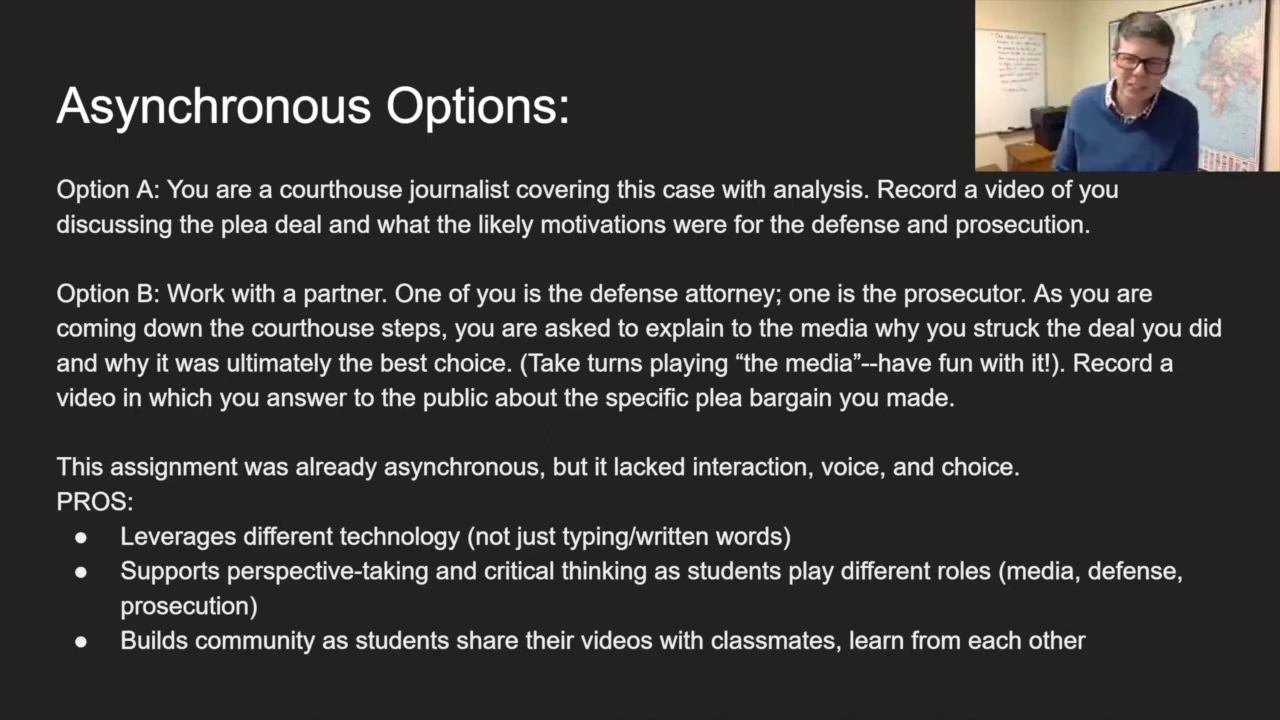 Asynchronous Options:
Option A: You are a courthouse journalist covering this case with analysis. Record a video of you
discussing the plea deal and what the likely motivations were for the defense and prosecution.
Option B: Work with a partner. One of you is the defense attorney; one is the prosecutor. As you are
coming down the courthouse steps, you are asked to explain to the media why you struck the deal you did
and why it was ultimately the best choice. (Take turns playing “the media”--have fun with it!). Record a
video in which you answer to the public about the specific plea bargain you made.
This assignment was already asynchronous, but it lacked interaction, voice, and choice.
PROS:
● Leverages different technology (not just typing/written words)
● Supports perspective-taking and critical thinking as students play different roles (media, defense,
prosecution)
● Builds community as students share their videos with classmates, learn from each other